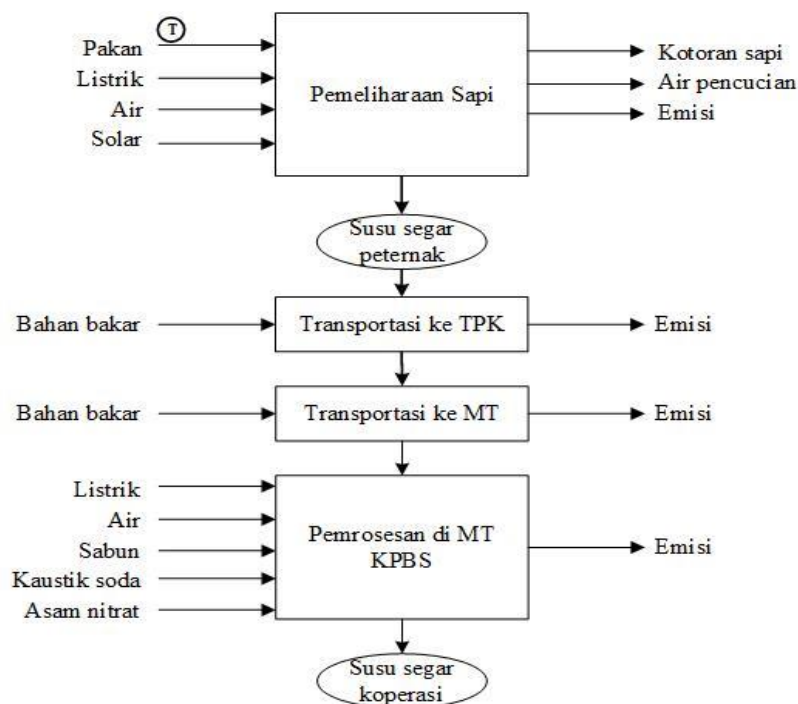 T
Pakan
Listrik
Air
Solar
Pemeliharaan Sapi
Kotoran sapi
Air pencucian
Emisi
Susu segar
peternak
Bahan bakar
Transportasi ke TPK
Emisi
Bahan bakar
Transportasi ke MT
Emisi
Listrik
Air
Sabun
Kaustik soda
Asam nitrat
Pemrosesan di MT
KPBS
Emisi
Susu segar
koperasi